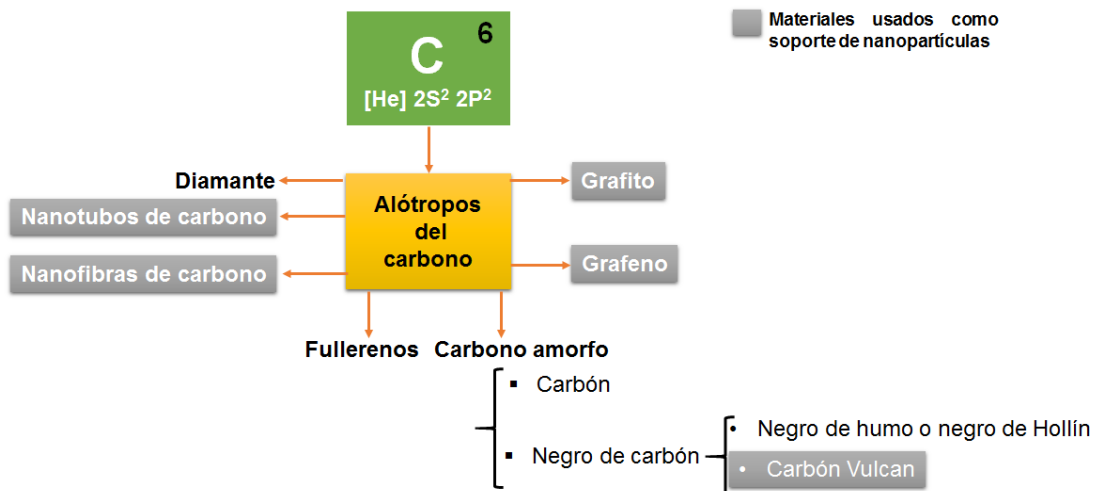 6
C
[He] 2S² 2P²
Materiales usados como
soporte de nanopartículas
Diamante
Nanotubos de carbono
Nanofibras de carbono
Alótropos
del
carbono
Grafito
Grafeno
Fullerenos
Carbono amorfo
▪ Carbón
▪ Negro de carbón
• Negro de humo o negro de Hollín
• Carbón Vulcan